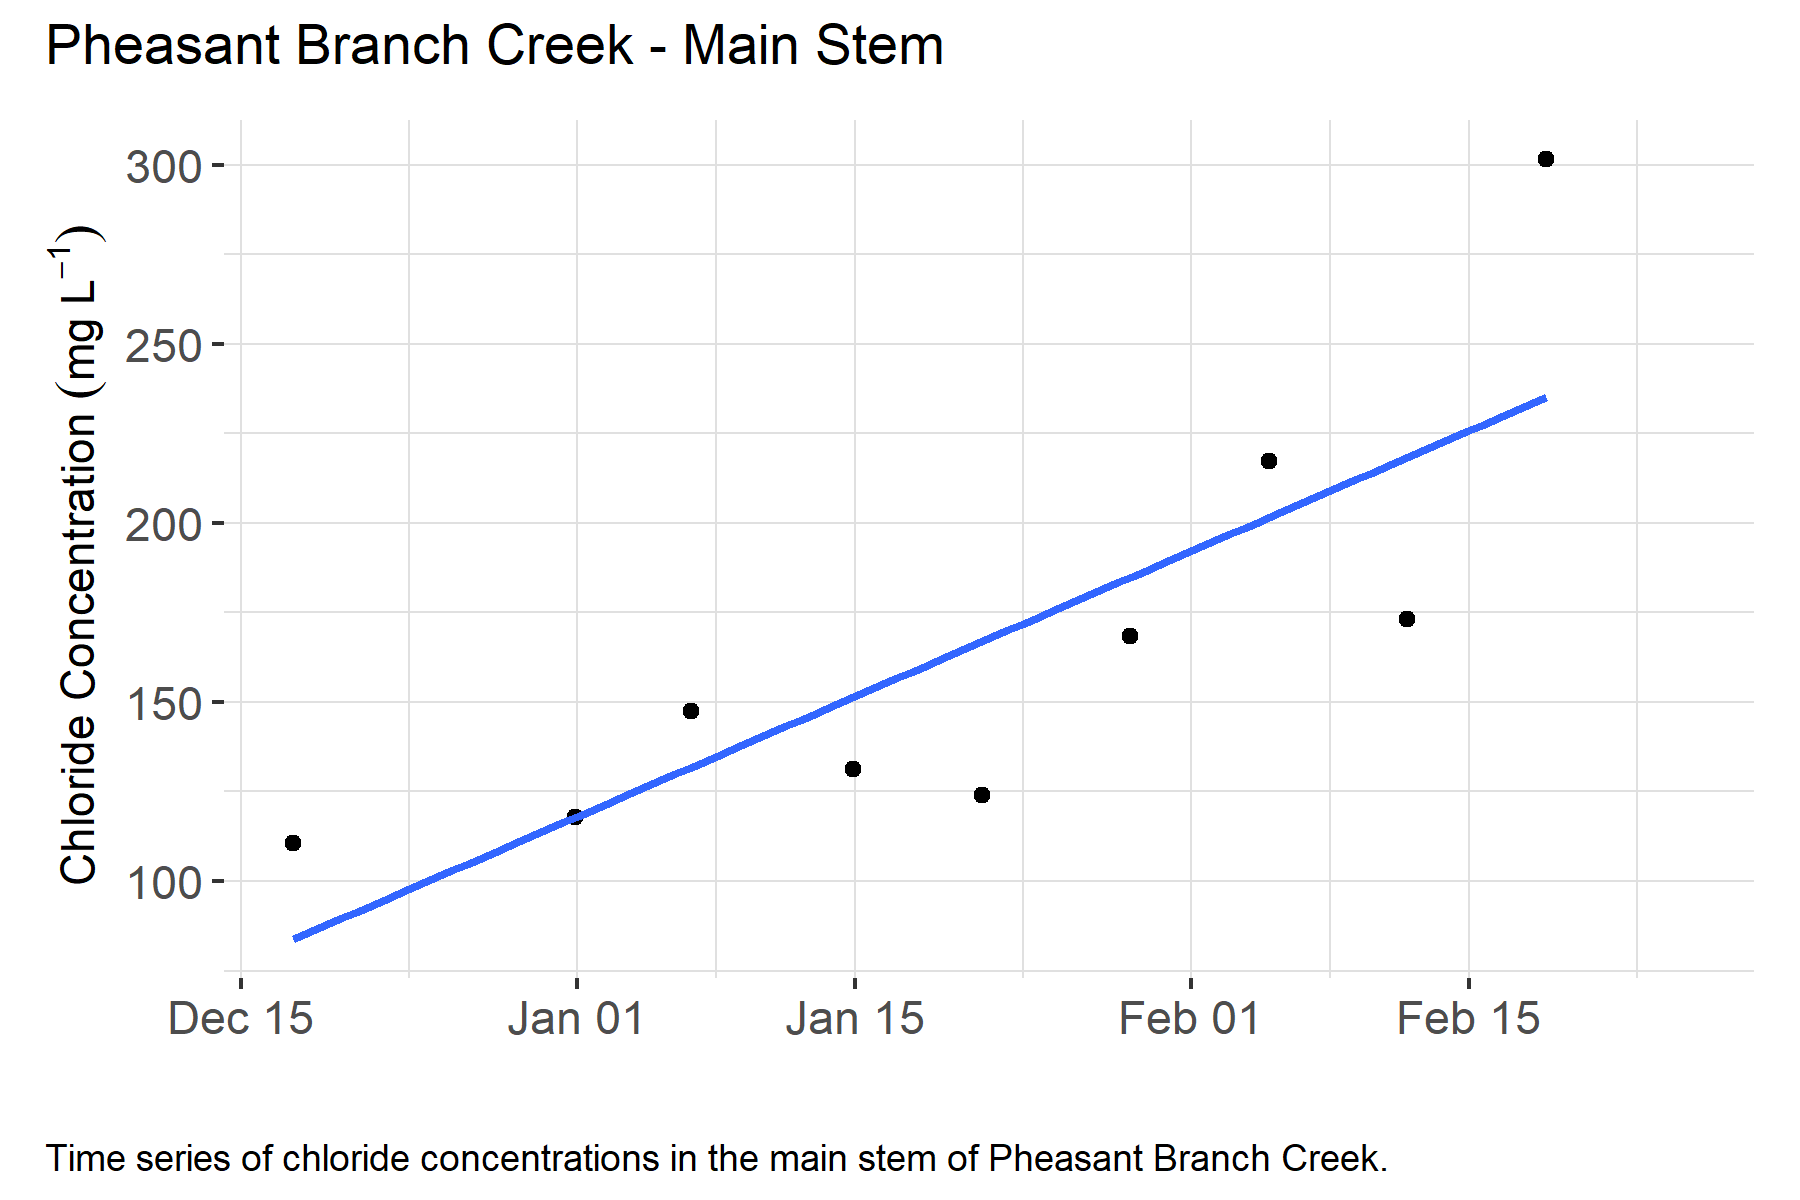 Pheasant Branch Creek - Main Stem
300
250
200
150
100
Chloride Concentration (mg L⁻¹)
Dec 15 Jan 01 Jan 15 Feb 01 Feb 15
Time series of chloride concentrations in the main stem of Pheasant Branch Creek.